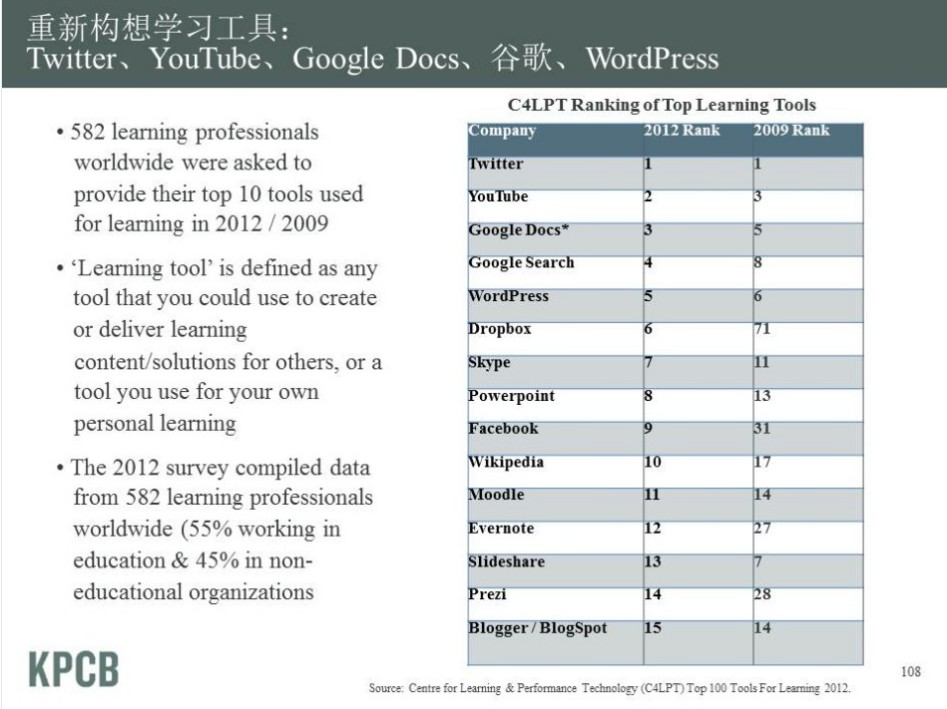 重新构想学习工具：
Twitter、YouTube、Google Docs、谷歌、WordPress
• 582 learning professionals
worldwide were asked to
provide their top 10 tools used
for learning in 2012 / 2009
• ‘Learning tool’ is defined as any
tool that you could use to create
or deliver learning
content/solutions for others, or a
tool you use for your own
personal learning
• The 2012 survey compiled data
from 582 learning professionals
worldwide (55% working in
education & 45% in non-
educational organizations
C4LPT Ranking of Top Learning Tools
Company 2012 Rank 2009 Rank
Twitter 1 1
YouTube 2 3
Google Docs* 3 5
Google Search 4 8
WordPress 5 6
Dropbox 6 71
Skype 7 11
Powerpoint 8 13
Facebook 9 31
Wikipedia 10 17
Moodle 11 14
Evernote 12 27
Slideshare 13 7
Prezi 14 28
Blogger / BlogSpot 15 14
KPCB
Source: Centre for Learning & Performance Technology (C4LPT) Top 100 Tools For Learning 2012.
108